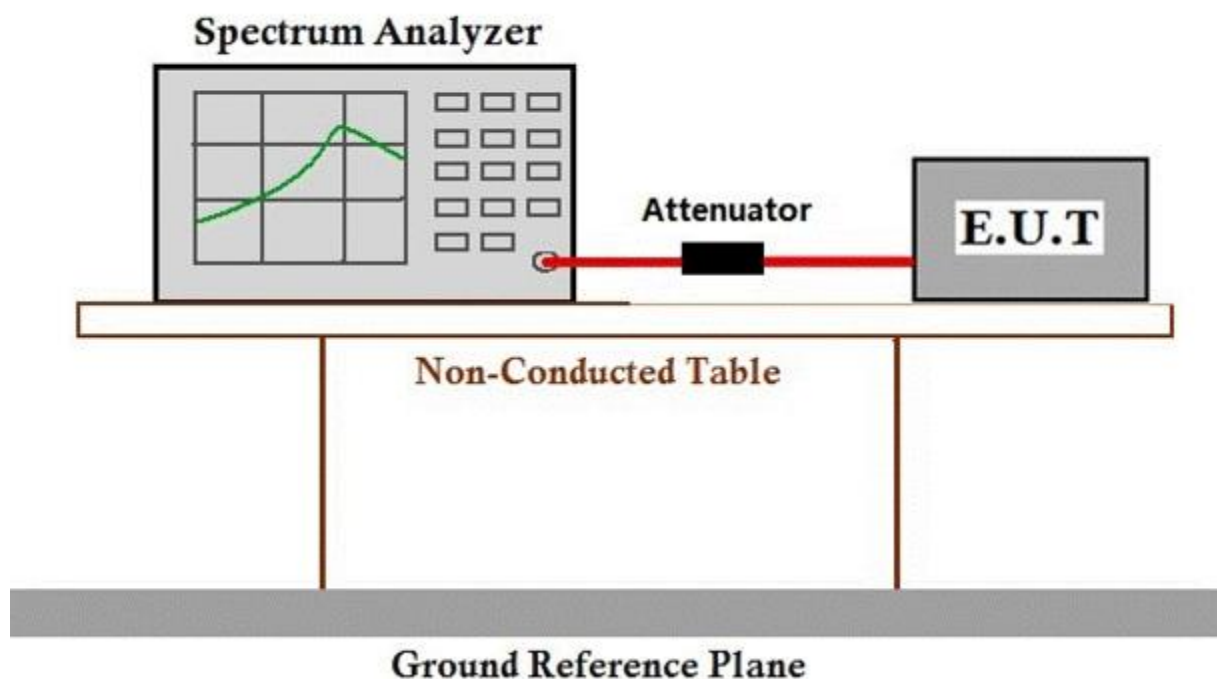 Spectrum Analyzer
Attenuator
E.U.T
Non-Conducted Table
Ground Reference Plane